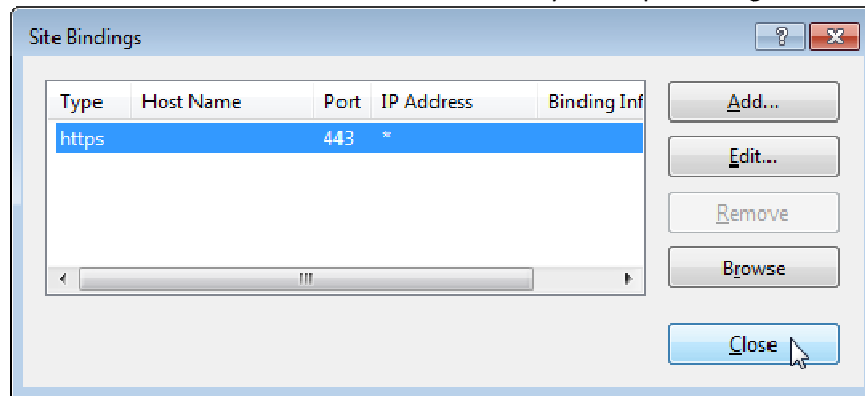 Site Bindings
Type Host Name Port IP Address Binding Inf
https 443 *
Add...
Edit...
Remove
Browse
Close